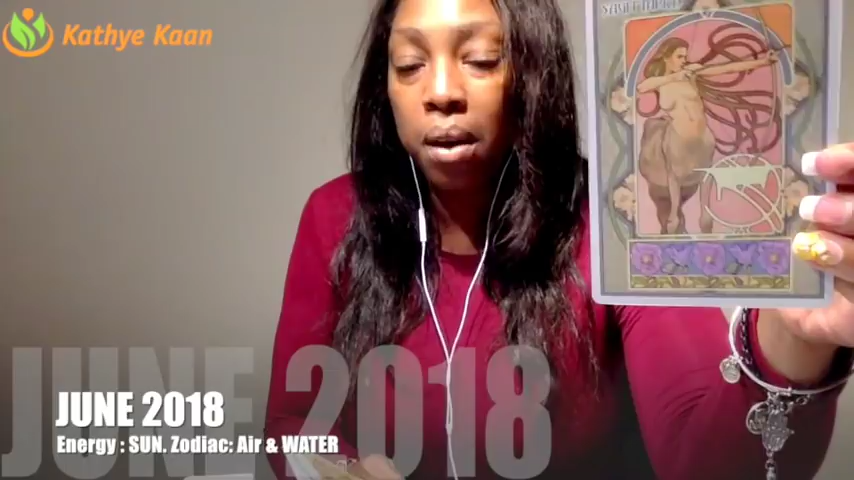 Kathye Kaan
JUNE 2018
JUNE 2018
Energy : SUN. Zodiac: Air & WATER